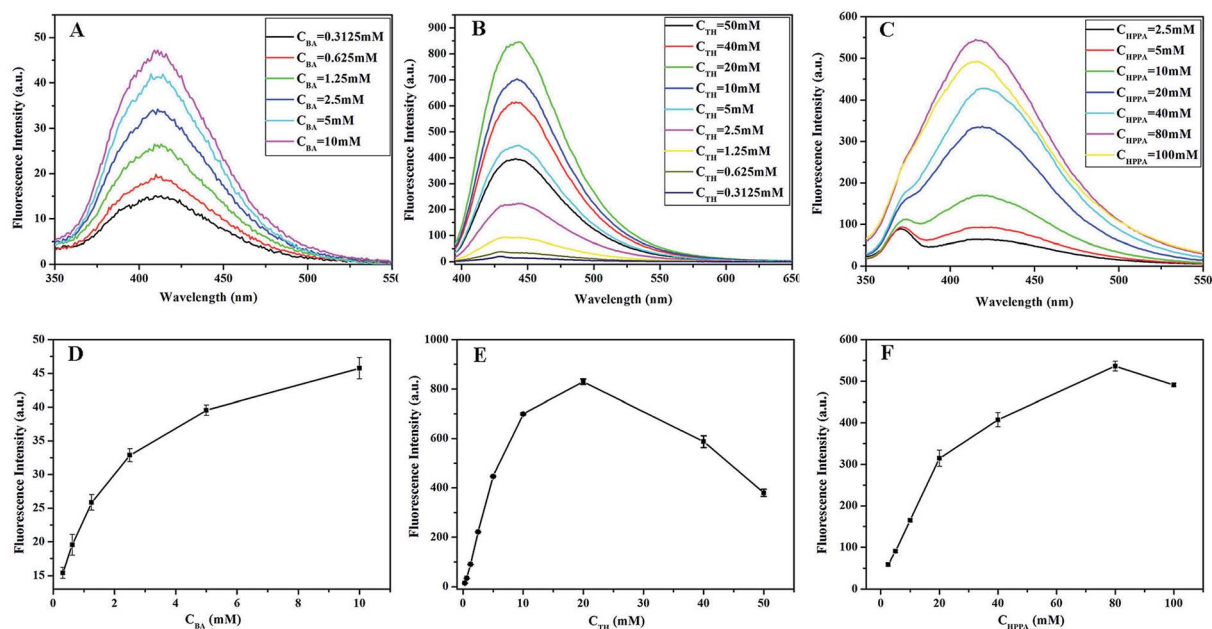 A
C_BA=0.3125mM
C_BA=0.625mM
C_BA=1.25mM
C_BA=2.5mM
C_BA=5mM
C_BA=10mM
Fluorescence Intensity (a.u.)
50
40
30
20
10
0
350
400
450
500
55
Wavelength (nm)
B
C_TH=50mM
C_TH=40mM
C_TH=20mM
C_TH=10mM
C_TH=5mM
C_TH=2.5mM
C_TH=1.25mM
C_TH=0.625mM
C_TH=0.3125mM
Fluorescence Intensity (a.u.)
900
800
700
600
500
400
300
200
100
0
400
450
500
550
600
650
Wavelength (nm)
C
C_HPPA=2.5mM
C_HPPA=5mM
C_HPPA=10mM
C_HPPA=20mM
C_HPPA=40mM
C_HPPA=80mM
C_HPPA=100mM
Fluorescence Intensity (a.u.)
600
500
400
300
200
100
0
350
400
450
500
550
Wavelength (nm)
D
Fluorescence Intensity (a.u.)
50
45
40
35
30
25
20
15
0
2
4
6
8
10
C_BA (mM)
E
Fluorescence Intensity (a.u.)
1000
800
600
400
200
0
0
10
20
30
40
50
C_TH (mM)
F
Fluorescence Intensity (a.u.)
600
500
400
300
200
100
0
0
20
40
60
80
100
C_HPPA (mM)